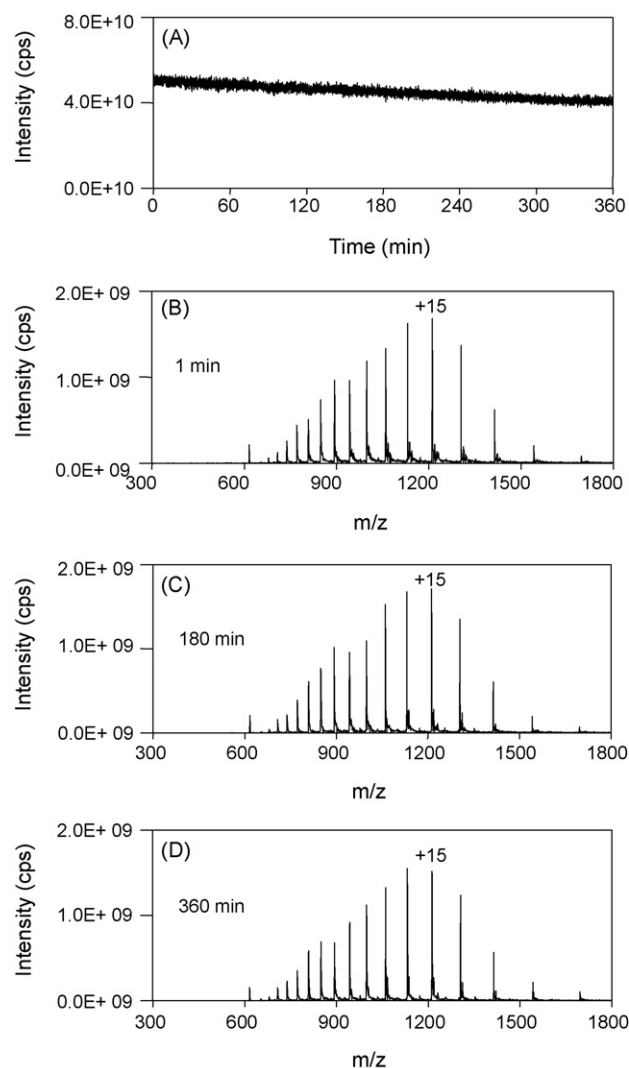 (A)
Intensity (cps)
8.0E+10
4.0E+10
0.0E+10
0 60 120 180 240 300 360
Time (min)
(B)
Intensity (cps)
2.0E+ 09
1.0E+ 09
0.0E+ 09
+15
1 min
300 600 900 1200 1500 1800
m/z
(C)
Intensity (cps)
2.0E+ 09
1.0E+ 09
0.0E+ 09
+15
180 min
300 600 900 1200 1500 1800
m/z
(D)
Intensity (cps)
2.0E+ 09
1.0E+ 09
0.0E+ 09
+15
360 min
300 600 900 1200 1500 1800
m/z